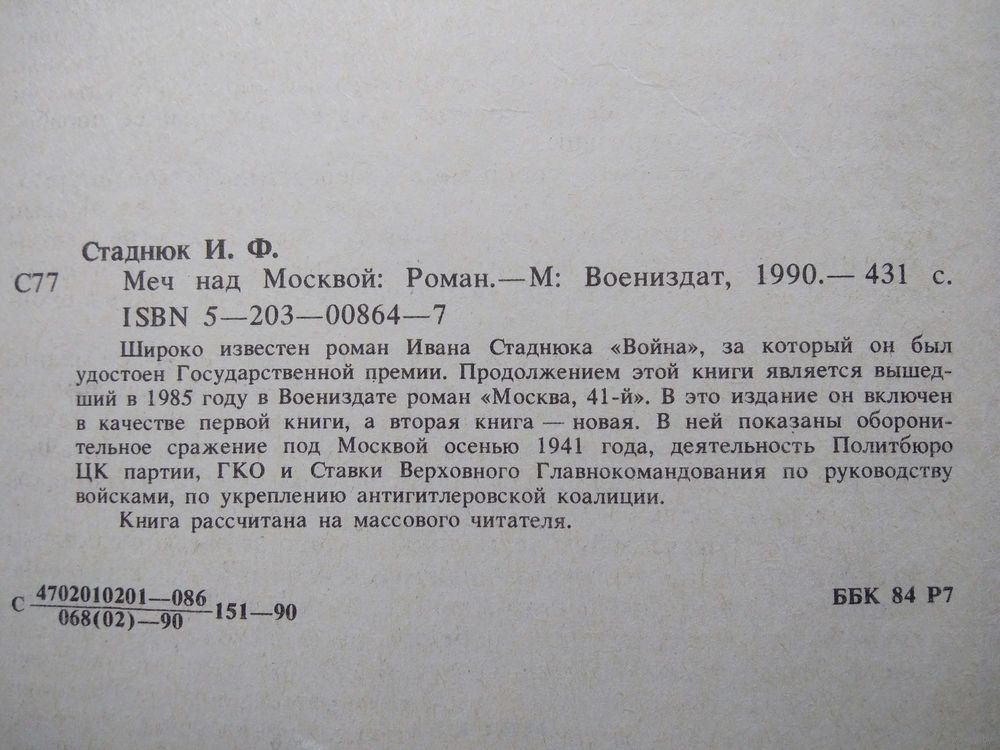 Стаднюк И. Ф.
С77 Меч над Москвой: Роман.—М: Воениздат, 1990.— 431 с.
ISBN 5—203—00864—7
Широко известен роман Ивана Стаднюка «Война», за который он был
удостоен Государственной премии. Продолжением этой книги является вышед-
ший в 1985 году в Воениздате роман «Москва, 41-й». В это издание он включен
в качестве первой книги, а вторая книга — новая. В ней показаны оборони-
тельное сражение под Москвой осенью 1941 года, деятельность Политбюро
ЦК партии, ГКО и Ставки Верховного Главнокомандования по руководству
войсками, по укреплению антигитлеровской коалиции.
Книга рассчитана на массового читателя.
С 4702010201—086
068(02)—90 151—90
ББК 84 Р7